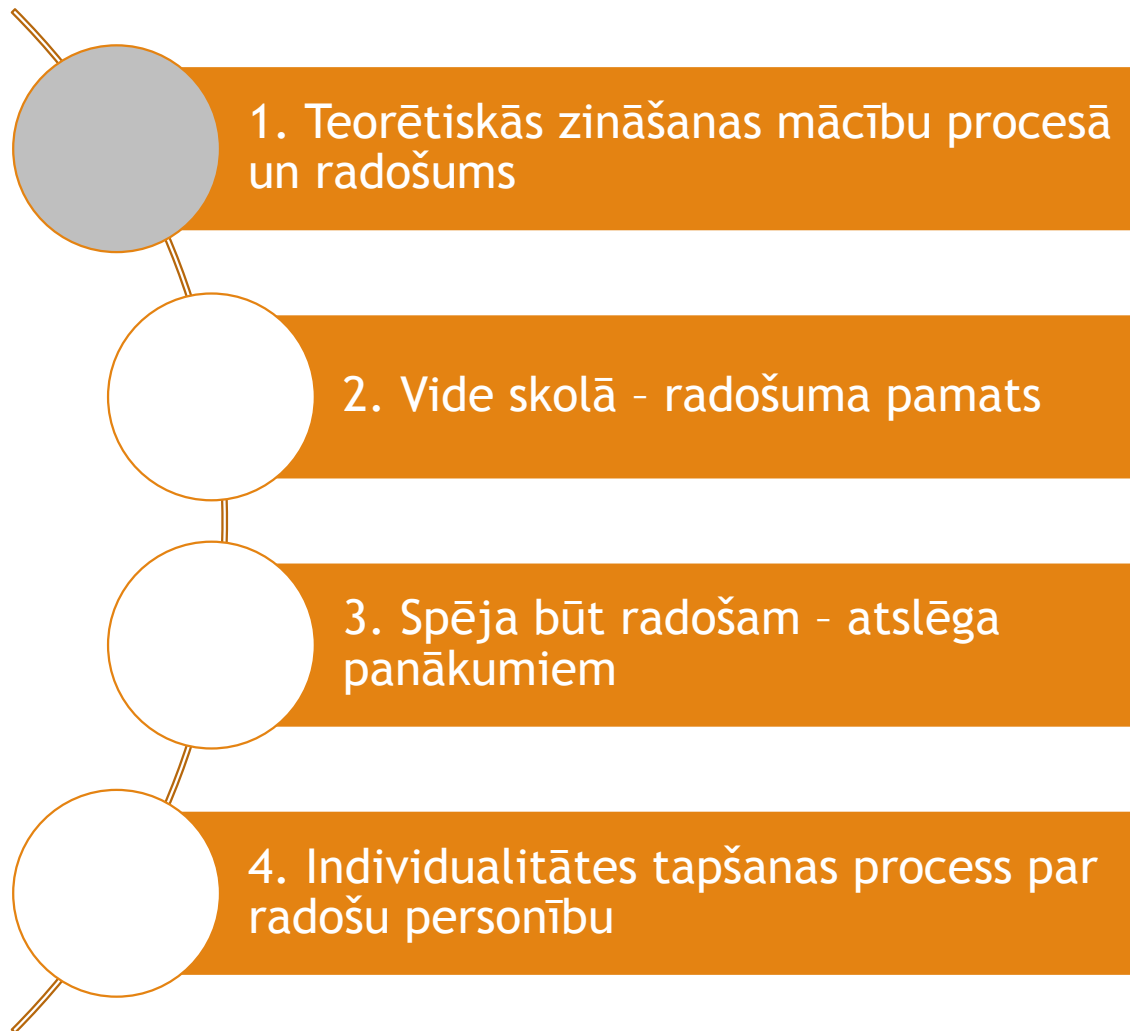 1. Teorētiskās zināšanas mācību procesā
un radošums
2. Vide skolā – radošuma pamats
3. Spēja būt radošam – atslēga
panākumiem
4. Individualitātes tapšanas process par
radošu personību